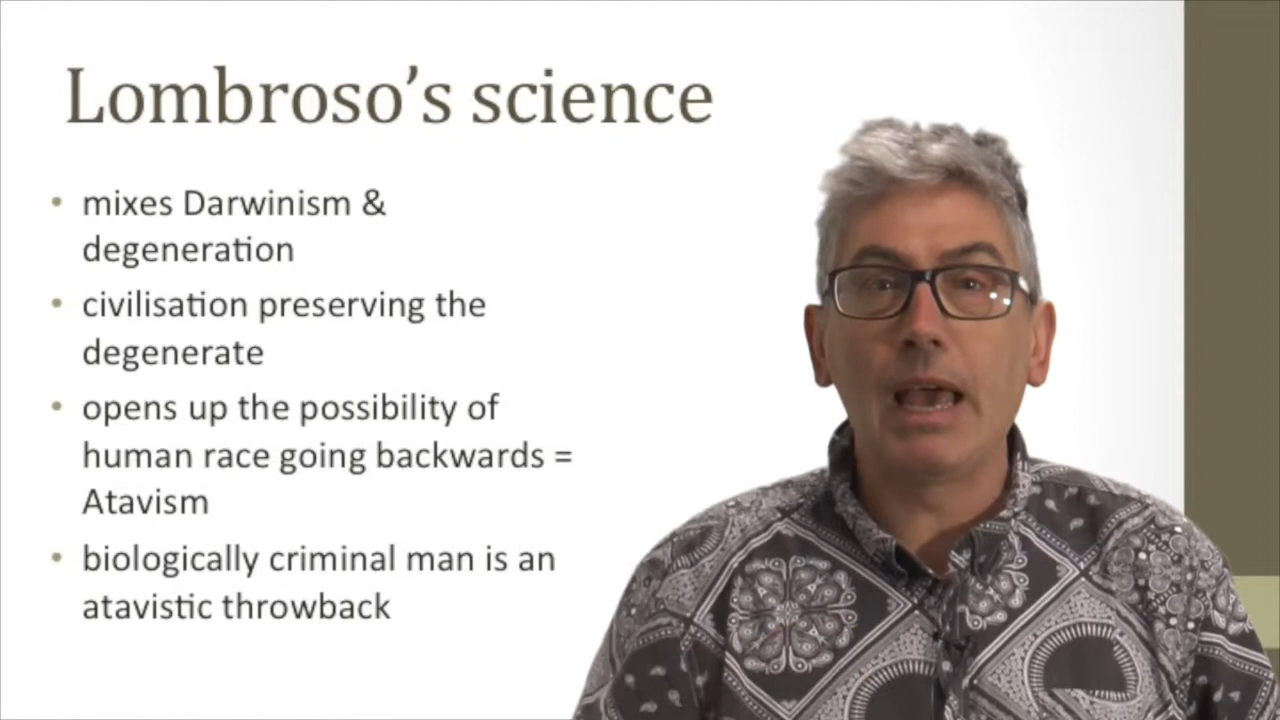 Lombroso’s science
• mixes Darwinism &
degeneration
• civilisation preserving the
degenerate
• opens up the possibility of
human race going backwards =
Atavism
• biologically criminal man is an
atavistic throwback